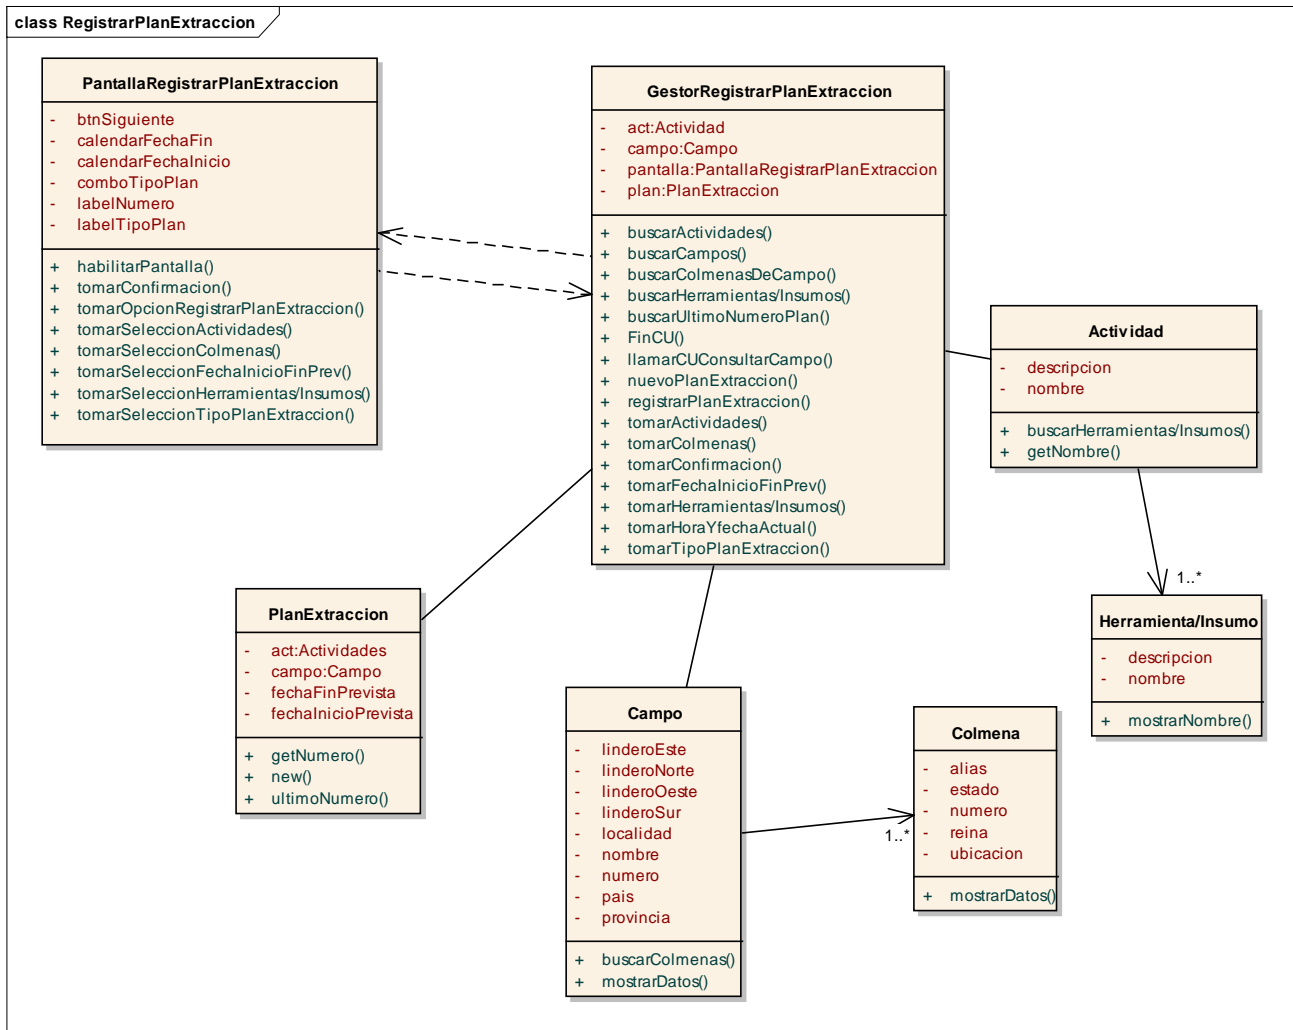 class RegistrarPlanExtraccion
PantallaRegistrarPlanExtraccion
- btnSiguiente
- calendarFechaFin
- calendarFechaInicio
- comboTipoPlan
- labelNumero
- labelTipoPlan
+ habilitarPantalla()
+ tomarConfirmacion()
+ tomarOpcionRegistrarPlanExtraccion()
+ tomarSeleccionActividades()
+ tomarSeleccionColmenas()
+ tomarSeleccionFechaInicioFinPrev()
+ tomarSeleccionHerramientas/Insumos()
+ tomarSeleccionTipoPlanExtraccion()
GestorRegistrarPlanExtraccion
- act:Actividad
- campo:Campo
- pantalla:PantallaRegistrarPlanExtraccion
- plan:PlanExtraccion
+ buscarActividades()
+ buscarCampos()
+ buscarColmenasDeCampo()
+ buscarHerramientas/Insumos()
+ buscarUltimoNumeroPlan()
+ FinCU()
+ llamarCUConsultarCampo()
+ nuevoPlanExtraccion()
+ registrarPlanExtraccion()
+ tomarActividades()
+ tomarColmenas()
+ tomarConfirmacion()
+ tomarFechaInicioFinPrev()
+ tomarHerramientas/Insumos()
+ tomarHoraYfechaActual()
+ tomarTipoPlanExtraccion()
Actividad
- descripcion
- nombre
+ buscarHerramientas/Insumos()
+ getNombre()
1..*
Herramienta/Insumo
- descripcion
- nombre
+ mostrarNombre()
PlanExtraccion
- act:Actividades
- campo:Campo
- fechaFinPrevista
- fechaInicioPrevista
+ getNumero()
+ new()
+ ultimoNumero()
Campo
- linderoEste
- linderoNorte
- linderoOeste
- linderoSur
- localidad
- nombre
- numero
- pais
- provincia
+ buscarColmenas()
+ mostrarDatos()
1..*
Colmena
- alias
- estado
- numero
- reina
- ubicacion
+ mostrarDatos()